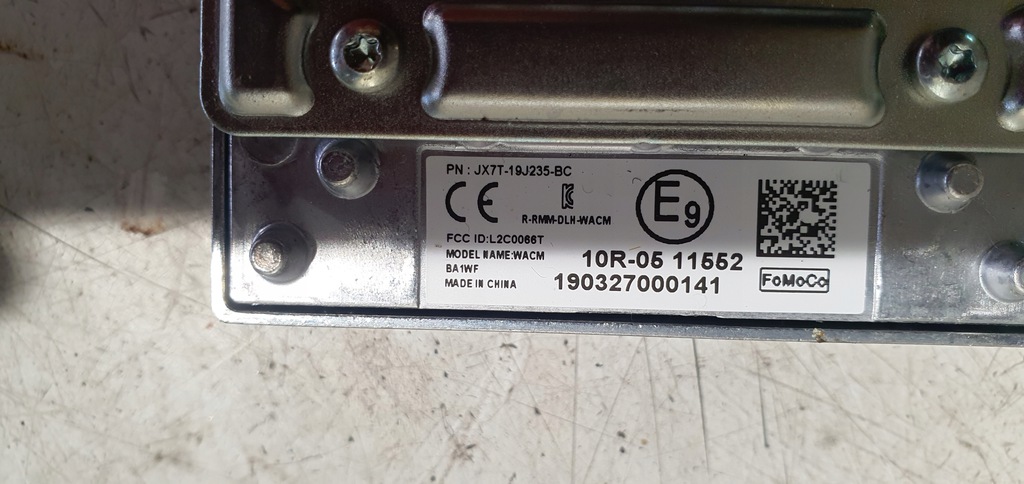 PN : JX7T-19J235-BC
CE
R-RMM-DLH-WACM
E9
FCC ID:L2C0066T
MODEL NAME:WACM
BA1WF
MADE IN CHINA
10R-05 11552
190327000141
FoMoCo